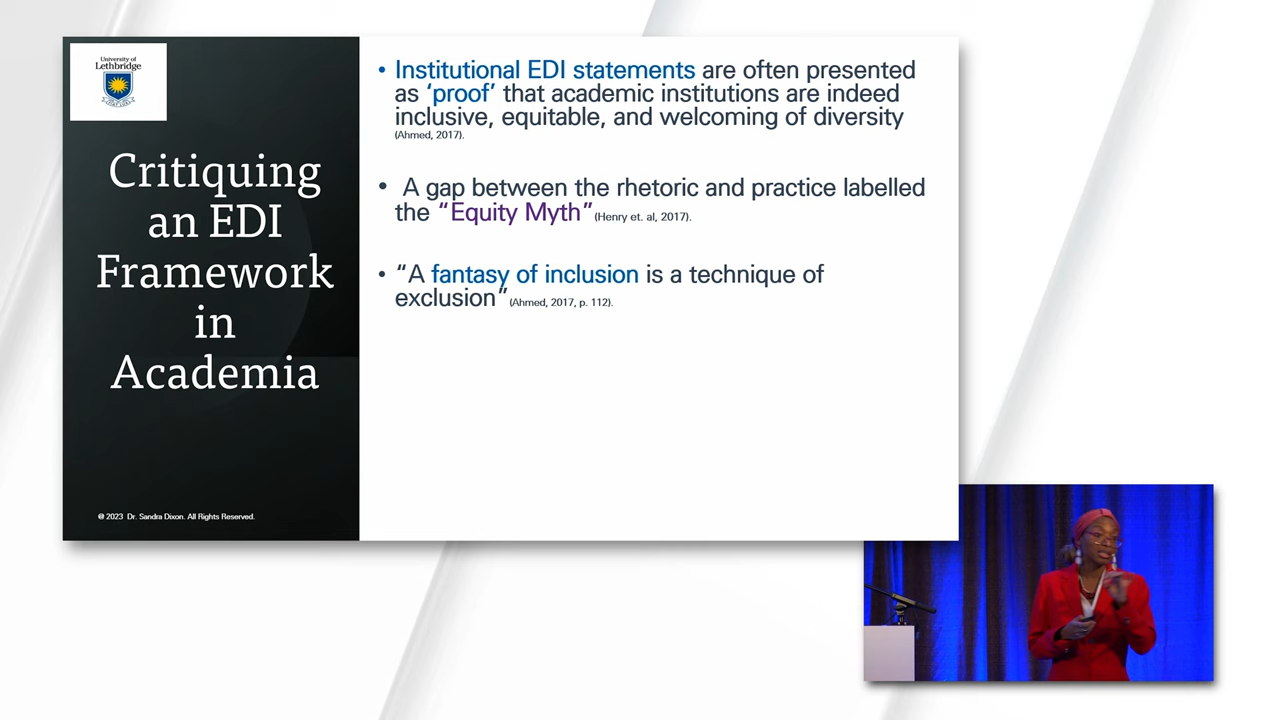 University of
Lethbridge
Critiquing
an EDI
Framework
in
Academia
@ 2023 Dr. Sandra Dixon. All Rights Reserved.
• Institutional EDI statements are often presented
as ‘proof’ that academic institutions are indeed
inclusive, equitable, and welcoming of diversity
(Ahmed, 2017).
• A gap between the rhetoric and practice labelled
the “Equity Myth” (Henry et. al, 2017).
• “A fantasy of inclusion is a technique of
exclusion” (Ahmed, 2017, p. 112).